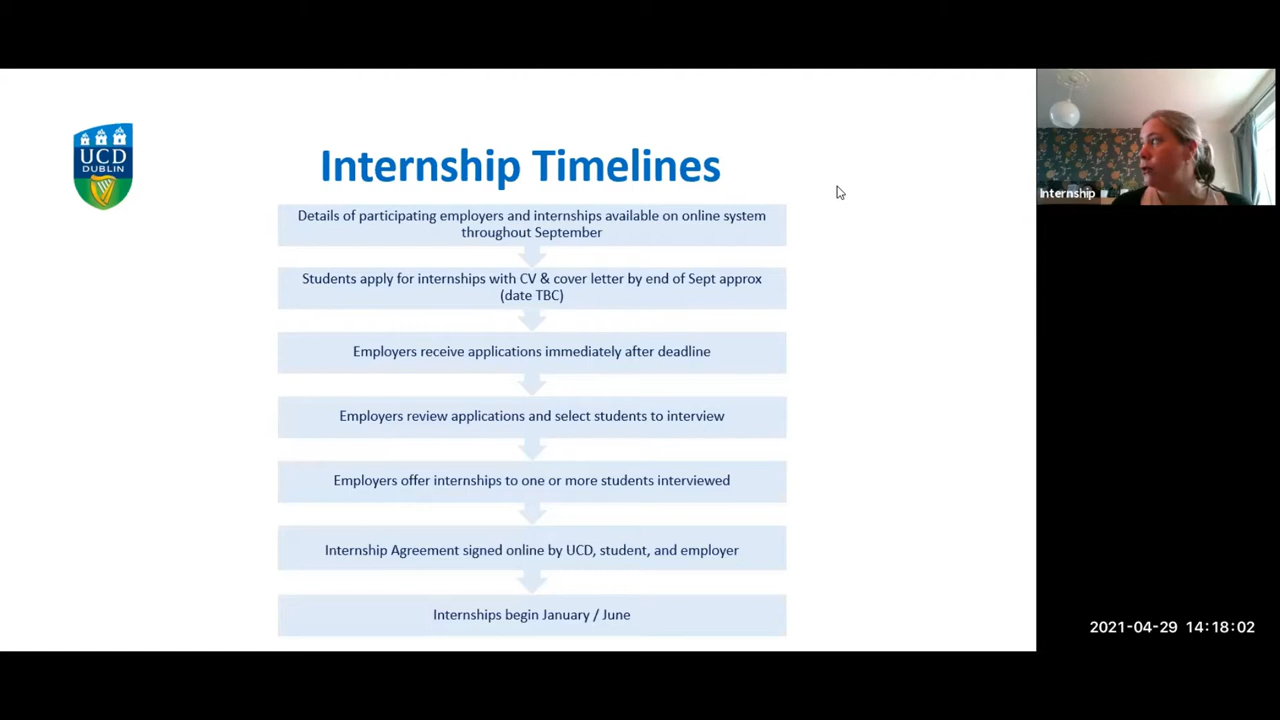 UCD
DUBLIN
Internship Timelines
Details of participating employers and internships available on online system
throughout September
Students apply for internships with CV & cover letter by end of Sept approx
(date TBC)
Employers receive applications immediately after deadline
Employers review applications and select students to interview
Employers offer internships to one or more students interviewed
Internship Agreement signed online by UCD, student, and employer
Internships begin January / June
Internship
2021-04-29 14:18:02